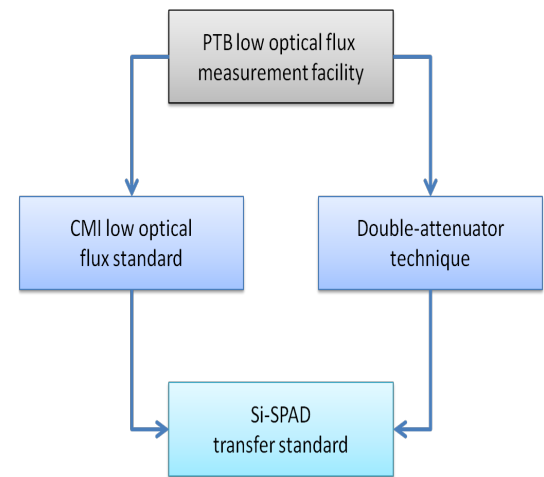 PTB low optical flux
measurement facility
CMI low optical
flux standard
Double-attenuator
technique
Si-SPAD
transfer standard